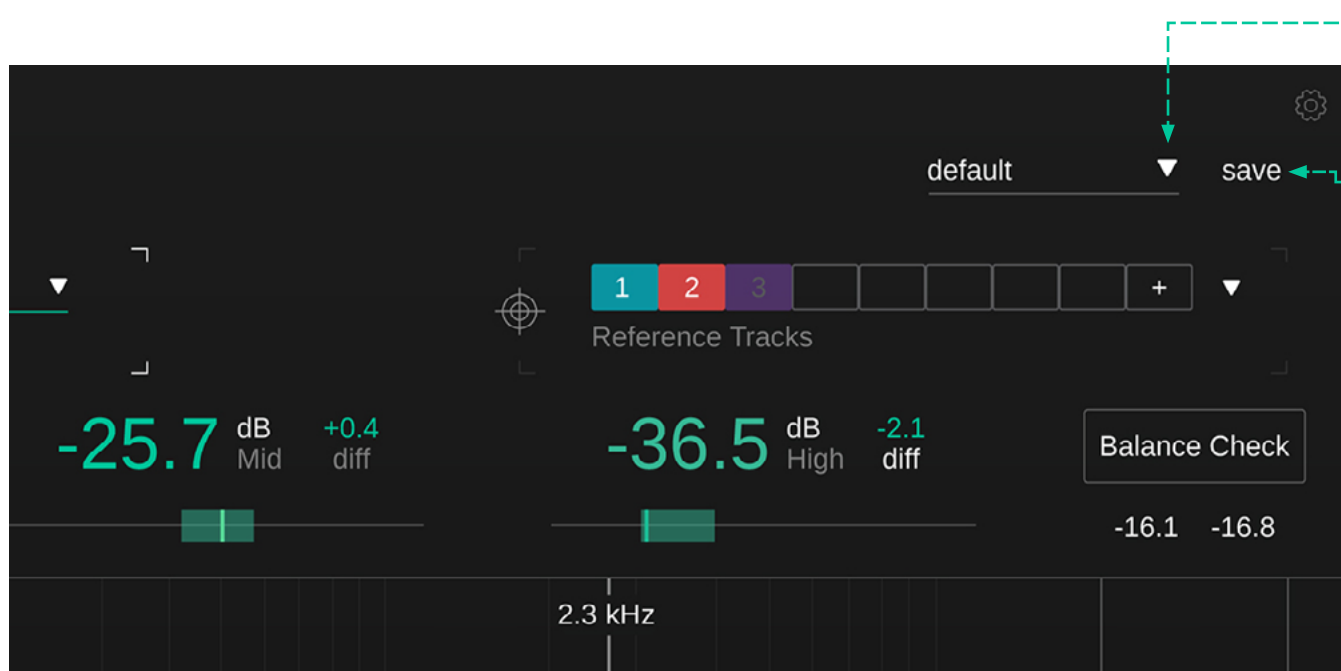 default save
1 2 3 +
Reference Tracks
-25.7 dB Mid +0.4 diff
-36.5 dB High -2.1 diff
Balance Check
-16.1 -16.8
2.3 kHz